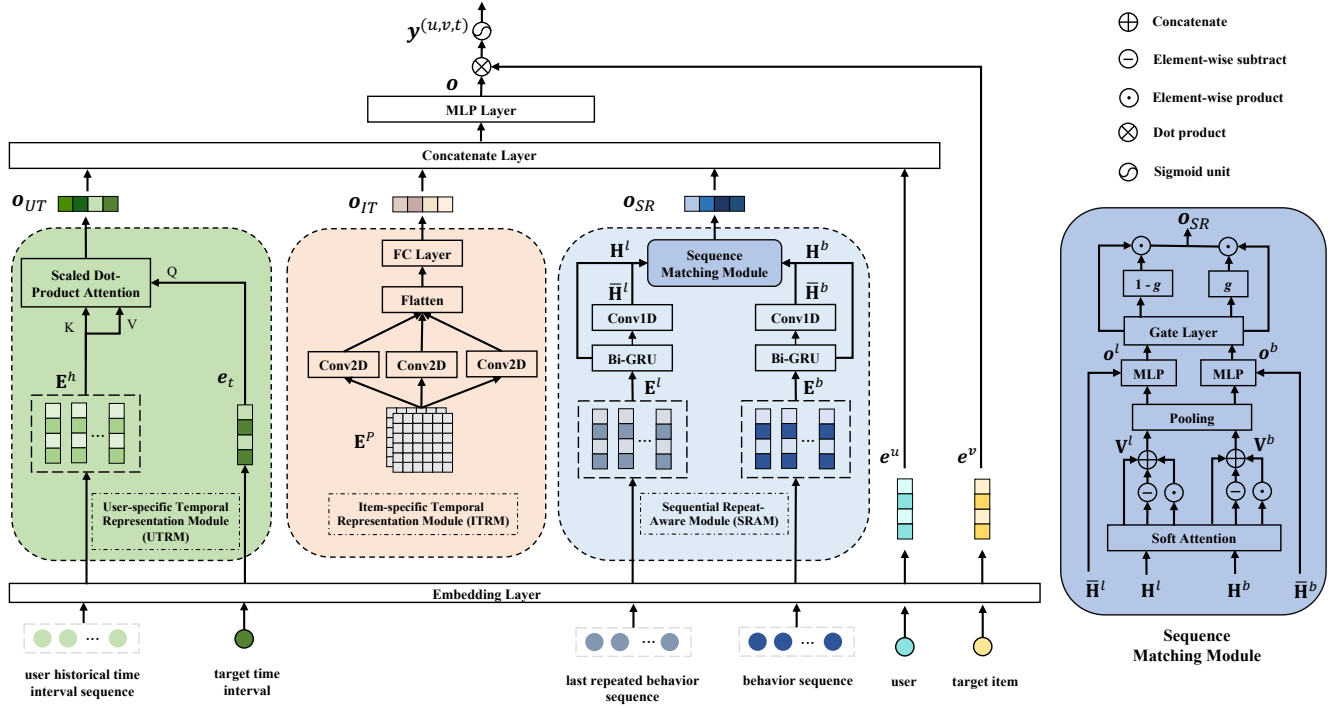 y^(u,v,t)
o
MLP Layer
Concatenate Layer
o_UT
o_IT
o_SR
Scaled Dot-
Product Attention
Q
K
V
E^h
e_t
User-specific Temporal
Representation Module
(UTRM)
FC Layer
Flatten
Conv2D
Conv2D
Conv2D
E^P
Item-specific Temporal
Representation Module (ITRM)
H^l
Sequence
Matching Module
H^b
H̅^l
H̅^b
Conv1D
Conv1D
Bi-GRU
Bi-GRU
E^l
E^b
Sequential Repeat-
Aware Module (SRAM)
e^u
e^v
Embedding Layer
user historical time
interval sequence
target time
interval
last repeated behavior
sequence
behavior sequence
user
target item
Concatenate
Element-wise subtract
Element-wise product
Dot product
Sigmoid unit
o_SR
1 - g
g
Gate Layer
o^l
o^b
MLP
MLP
Pooling
V^l
V^b
Soft Attention
H̅^l
H^l
H^b
H̅^b
Sequence
Matching Module